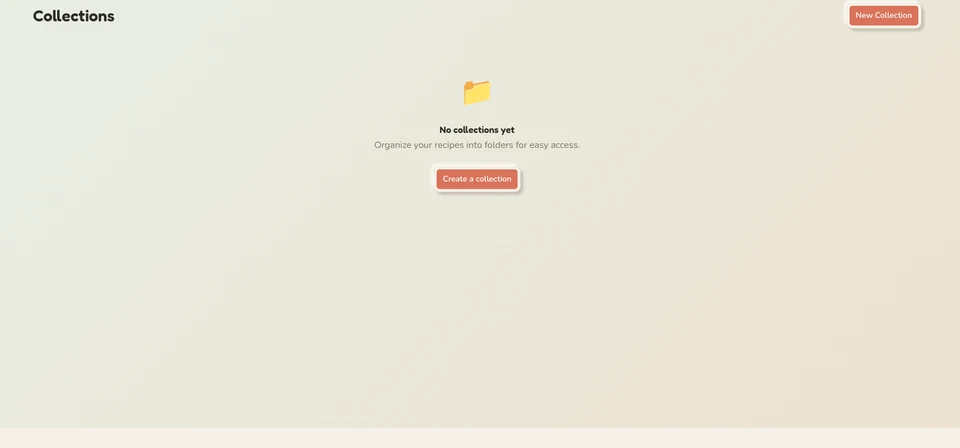 Collections
New Collection
No collections yet
Organize your recipes into folders for easy access.
Create a collection